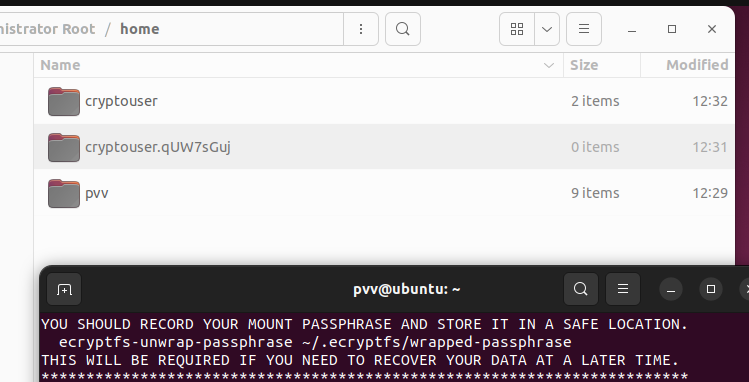 nistrator Root / home
Name Size Modified
cryptouser 2 items 12:32
cryptouser.qUW7sGuj 0 items 12:31
pvv 9 items 12:29
pvv@ubuntu: ~
YOU SHOULD RECORD YOUR MOUNT PASSPHRASE AND STORE IT IN A SAFE LOCATION.
ecryptfs-unwrap-passphrase ~/.ecryptfs/wrapped-passphrase
THIS WILL BE REQUIRED IF YOU NEED TO RECOVER YOUR DATA AT A LATER TIME.
************************************************************************